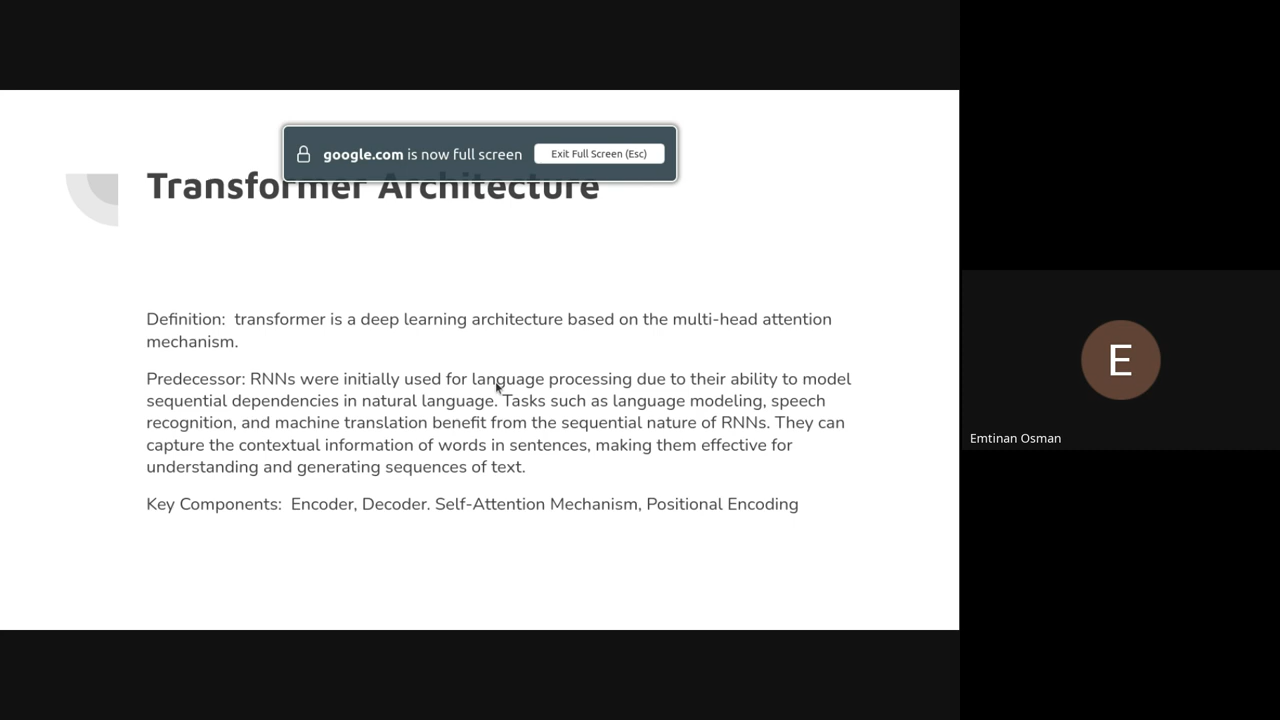 google.com is now full screen
Exit Full Screen (Esc)
Transformer Architecture
Definition:  transformer is a deep learning architecture based on the multi-head attention
mechanism.
Predecessor: RNNs were initially used for language processing due to their ability to model
sequential dependencies in natural language. Tasks such as language modeling, speech
recognition, and machine translation benefit from the sequential nature of RNNs. They can
capture the contextual information of words in sentences, making them effective for
understanding and generating sequences of text.
Key Components:  Encoder, Decoder. Self-Attention Mechanism, Positional Encoding
E
Emtinan Osman